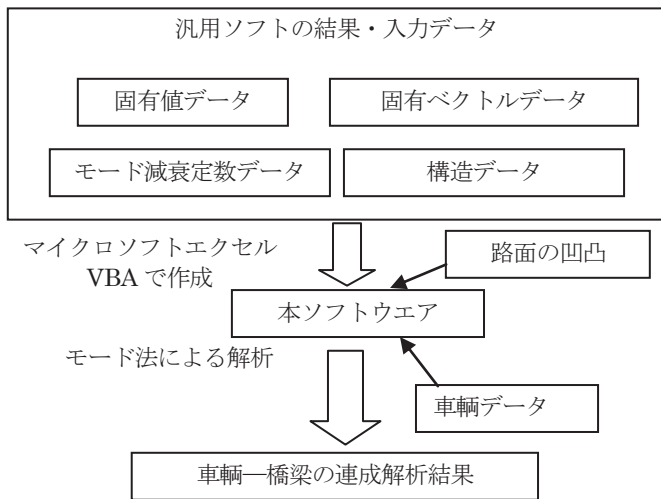 汎用ソフトの結果・入力データ
固有値データ
固有ベクトルデータ
モード減衰定数データ
構造データ
マイクロソフトエクセル
VBA で作成
路面の凹凸
本ソフトウエア
モード法による解析
車輌データ
車輌―橋梁の連成解析結果